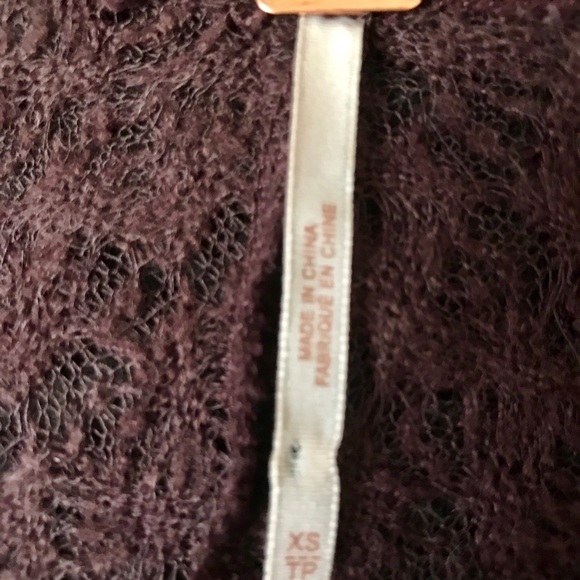 MADE IN CHINA
FABRIQUÉ EN CHINE
XS
TP